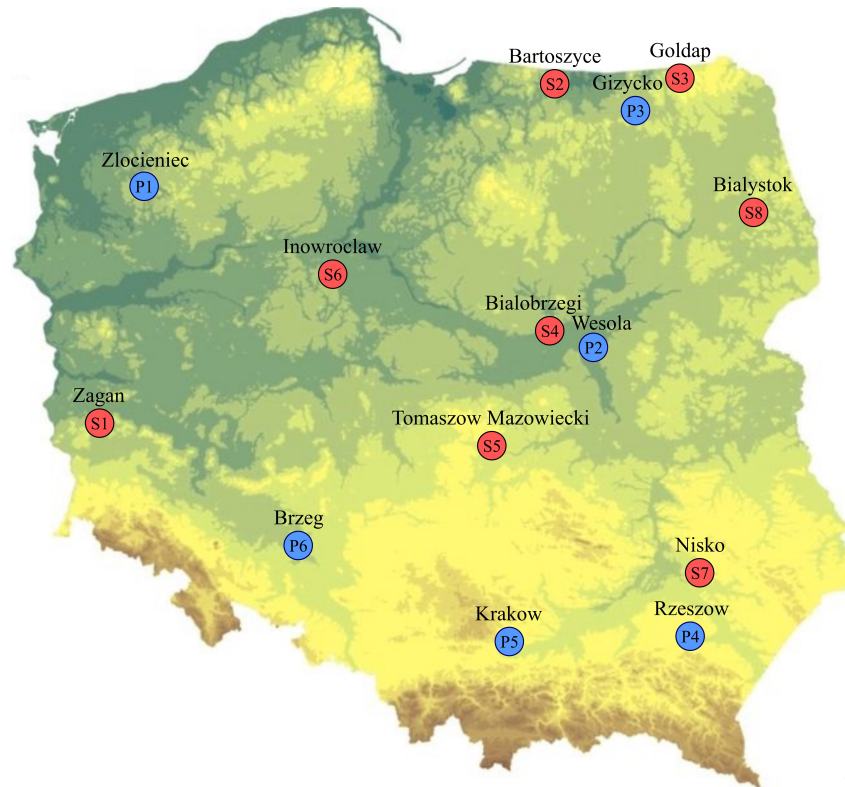 Goldap
Bartoszyce
S3
S2
Gizycko
P3
Zlocieniec
P1
Bialystok
S8
Inowroclaw
S6
Bialobrzegi
S4
Wesola
P2
Zagan
S1
Tomaszow Mazowiecki
S5
Brzeg
P6
Nisko
S7
Krakow
P5
Rzeszow
P4